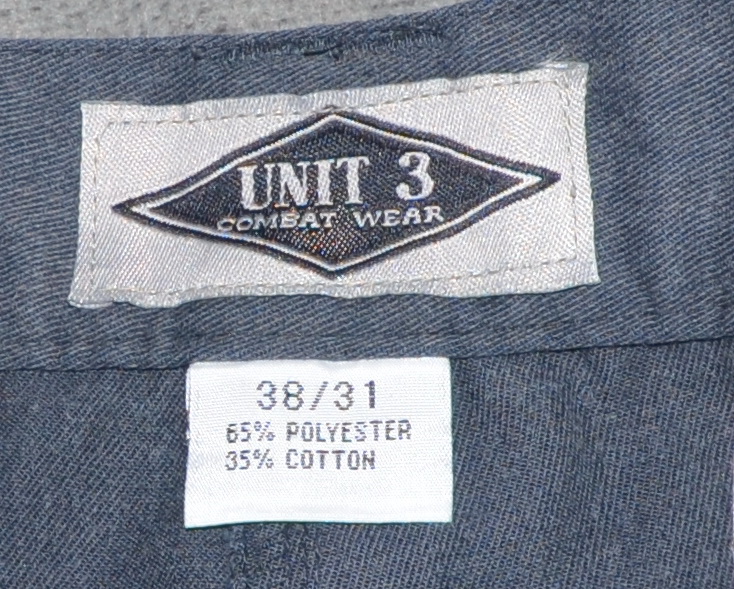 UNIT 3
COMBAT WEAR
38/31
65% POLYESTER
35% COTTON